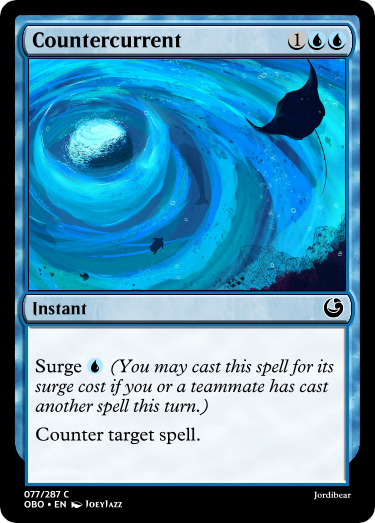 Countercurrent 1
Instant
Surge (You may cast this spell for its
surge cost if you or a teammate has cast
another spell this turn.)
Counter target spell.
077/287 C
OBO • EN JOEYJAZZ
Jordibear